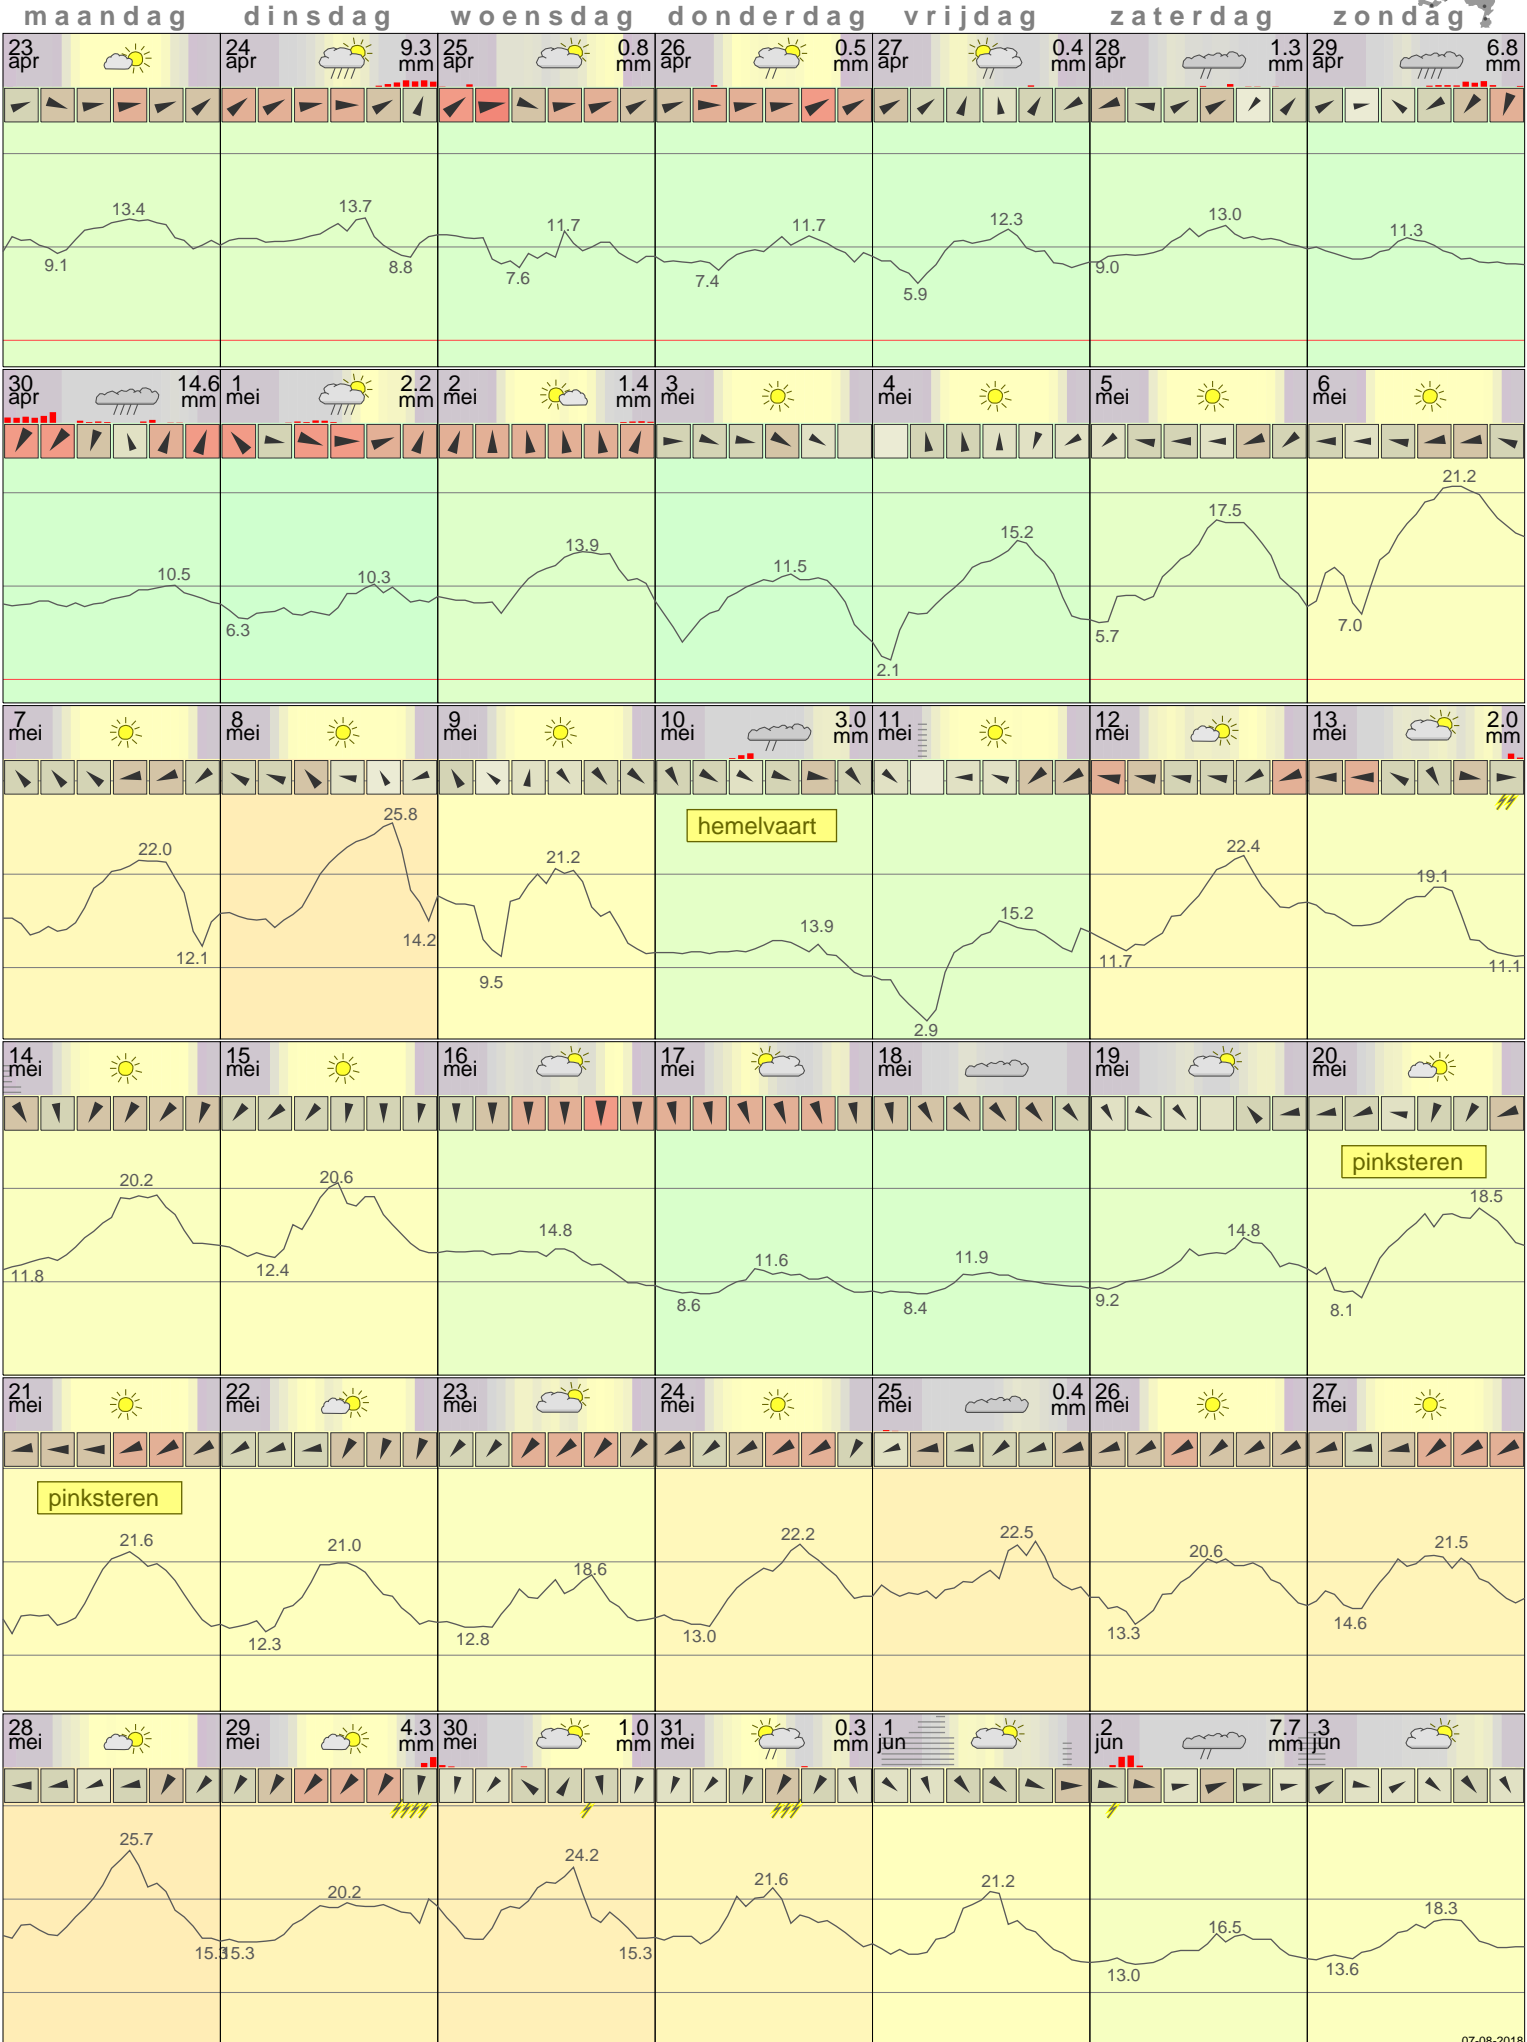 maandag dinsdag woensdag donderdag vrijdag zaterdag zondag
23 24 9.3 25 0.8 26 0.5 27 0.4 28 1.3 29 6.8
apr apr mm apr mm apr mm apr mm apr mm apr mm
13.4 13.7 11.7 11.7 12.3 13.0 11.3
9.1 8.8 7.6 7.4 5.9 9.0
30 14.6 1 2.2 2 1.4 3 4 5 6
apr mm mei mm mei mm mei mei mei mei
10.5 10.3 13.9 11.5 15.2 17.5 21.2
6.3 2.1 5.7 7.0
7 8 9 10 3.0 11 12 13 2.0
mei mei mei mei mm mei mei mei mm
hemelvaart
22.0 25.8 21.2 13.9 15.2 22.4 19.1
12.1 14.2 9.5 2.9 11.7 11.1
14 15 16 17 18 19 20
mei mei mei mei mei mei mei
pinksteren
20.2 20.6 14.8 11.6 11.9 14.8 18.5
11.8 12.4 8.6 8.4 9.2 8.1
21 22 23 24 25 0.4 26 27
mei mei mei mei mei mm mei mei
pinksteren
21.6 21.0 18.6 22.2 22.5 20.6 21.5
12.3 12.8 13.0 13.3 14.6
28 29 4.3 30 1.0 31 0.3 1 2 7.7 3
mei mei mm mei mm mei mm jun jun mm jun
25.7 20.2 24.2 21.6 21.2 16.5 18.3
15.3 15.3 15.3 13.0 13.6
07-08-2018